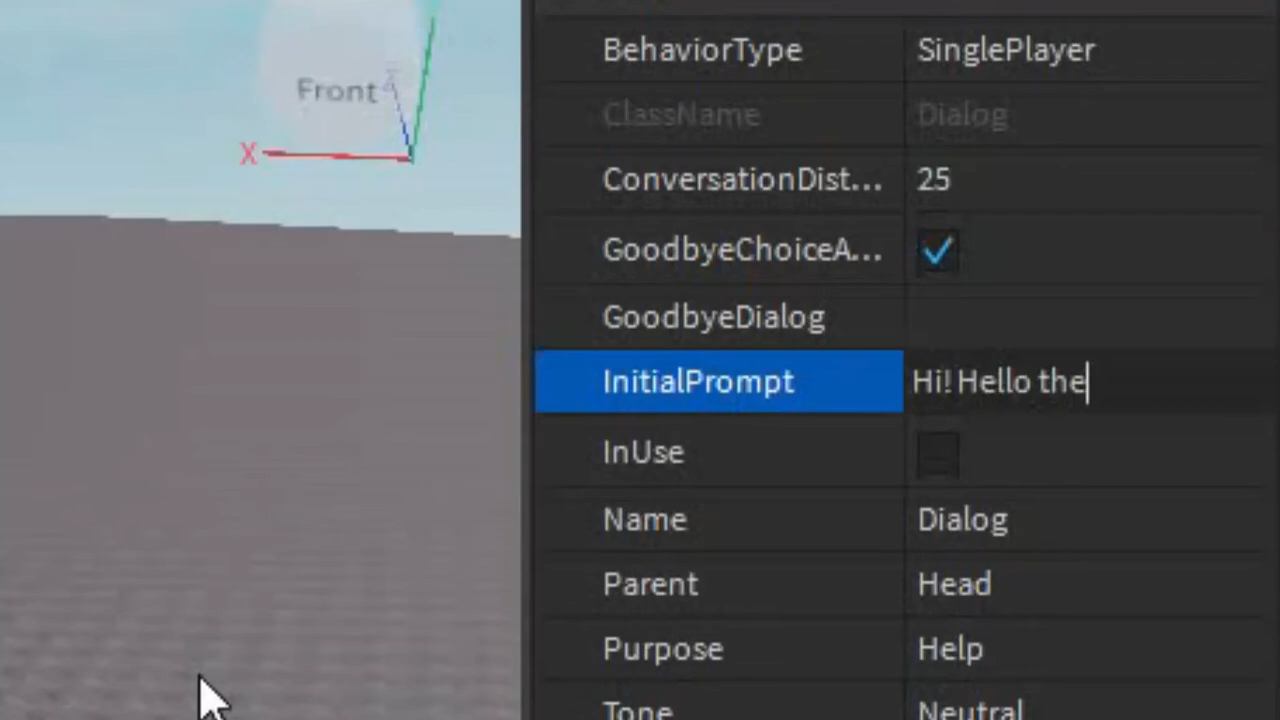 Front
Z
X
BehaviorType SinglePlayer
ClassName Dialog
ConversationDist... 25
GoodbyeChoiceA...
GoodbyeDialog
InitialPrompt Hi! Hello the
InUse
Name Dialog
Parent Head
Purpose Help
Tone Neutral